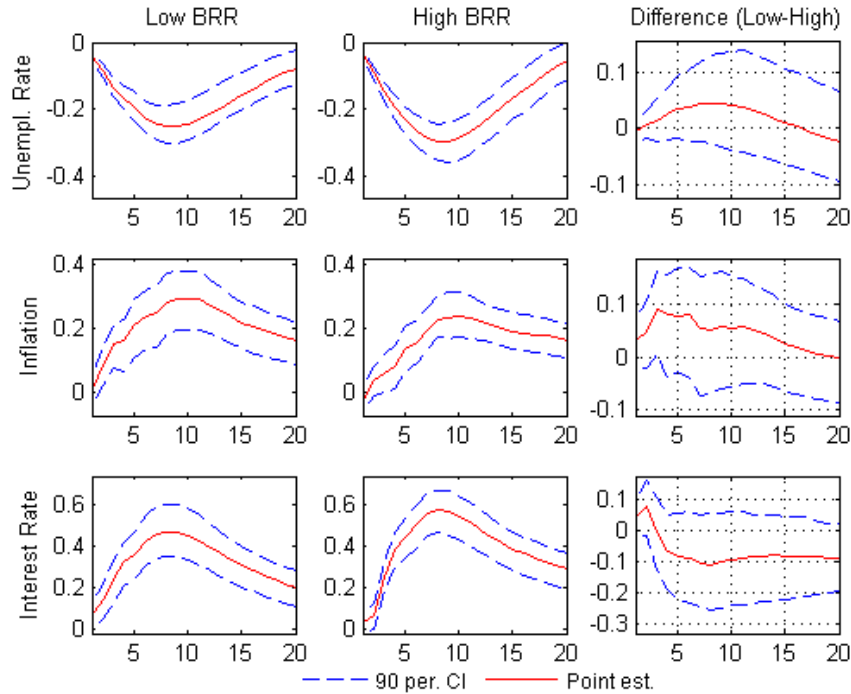 Low BRR High BRR Difference (Low-High)
Unempl. Rate
0 0 0.1
-0.2 -0.2 0
-0.4 -0.4 -0.1
5 10 15 20 5 10 15 20 5 10 15 20
Inflation
0.4 0.4 0.1
0.2 0.2 0
0 0 -0.1
5 10 15 20 5 10 15 20 5 10 15 20
Interest Rate
0.6 0.6 0.1
0.4 0.4 0
0.2 0.2 -0.1
0 0 -0.2
-0.3
5 10 15 20 5 10 15 20 5 10 15 20
90 per. CI Point est.